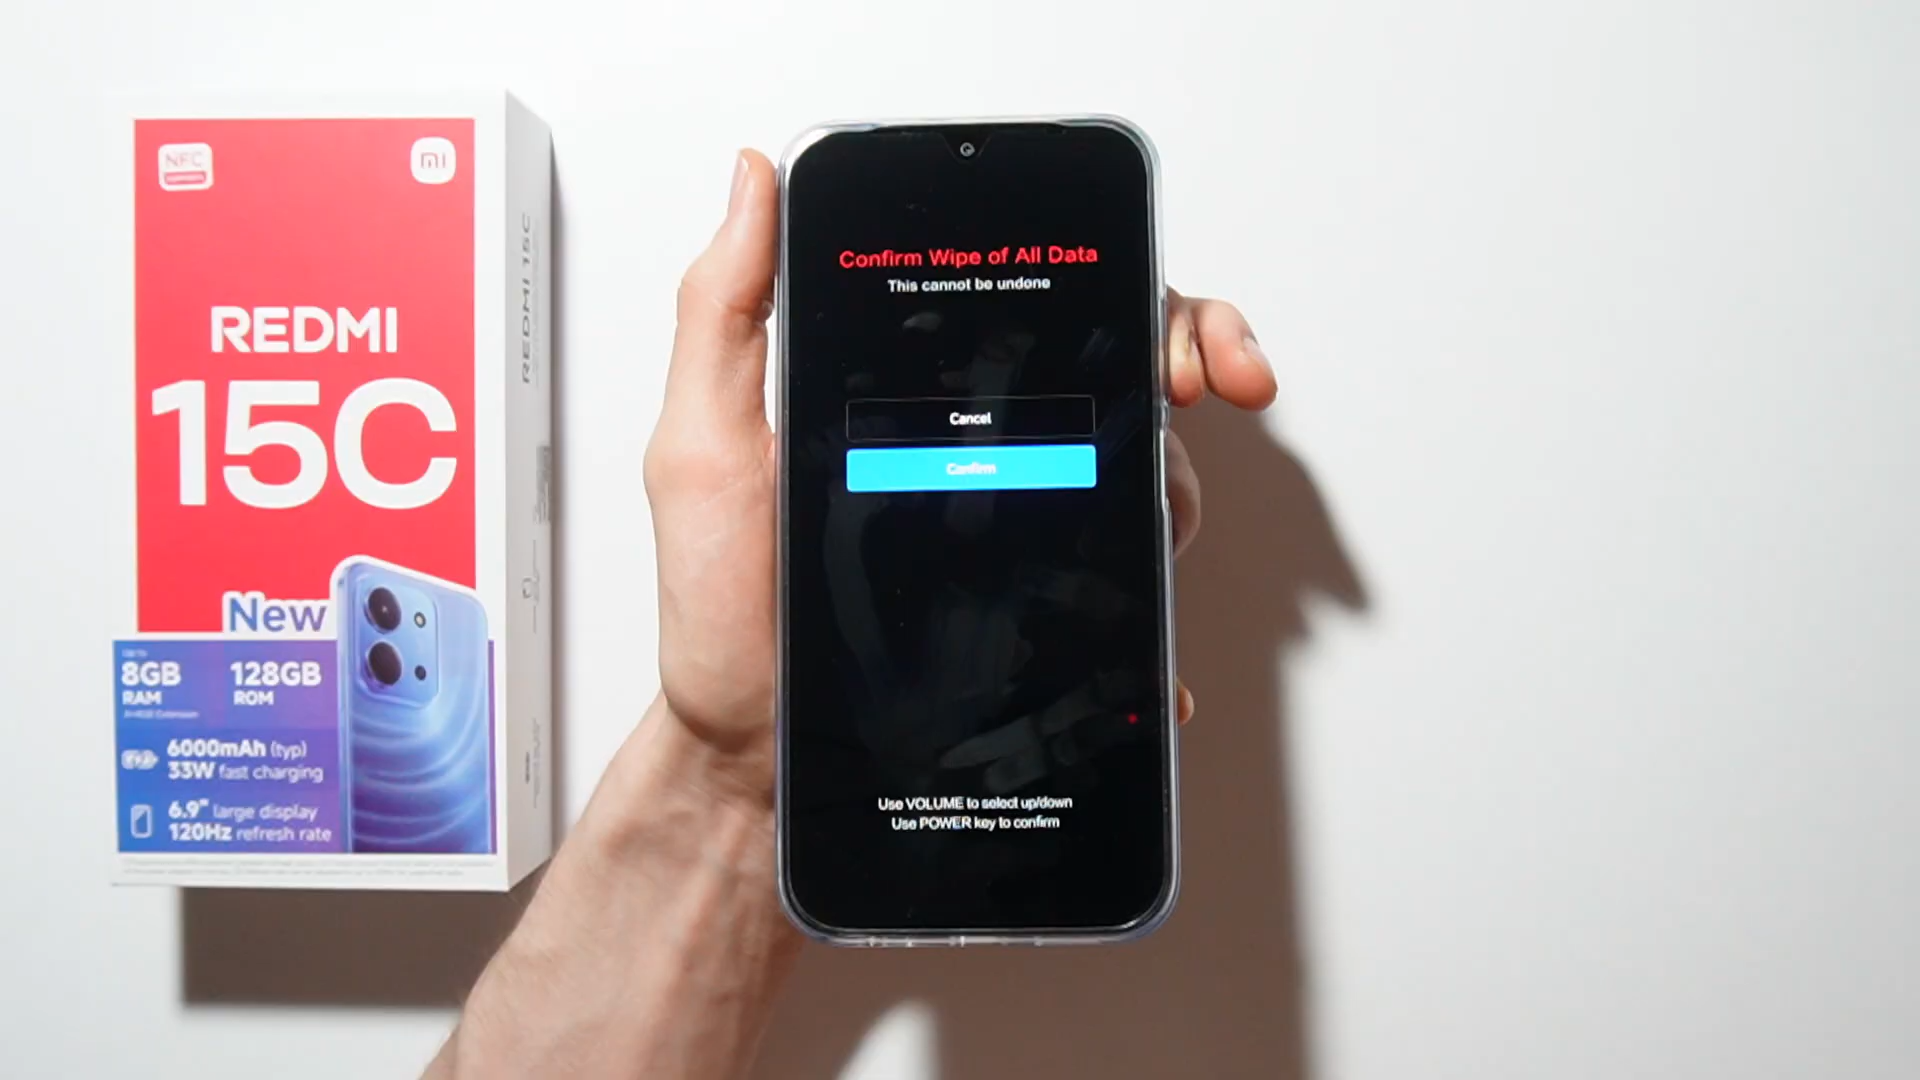 NFC
mi
REDMI
15C
New
8GB
RAM
128GB
ROM
6000mAh (typ)
33W fast charging
6.9" large display
120Hz refresh rate
REDMI 15C
Confirm Wipe of All Data
This cannot be undone
Cancel
Confirm
Use VOLUME to select up/down
Use POWER key to confirm